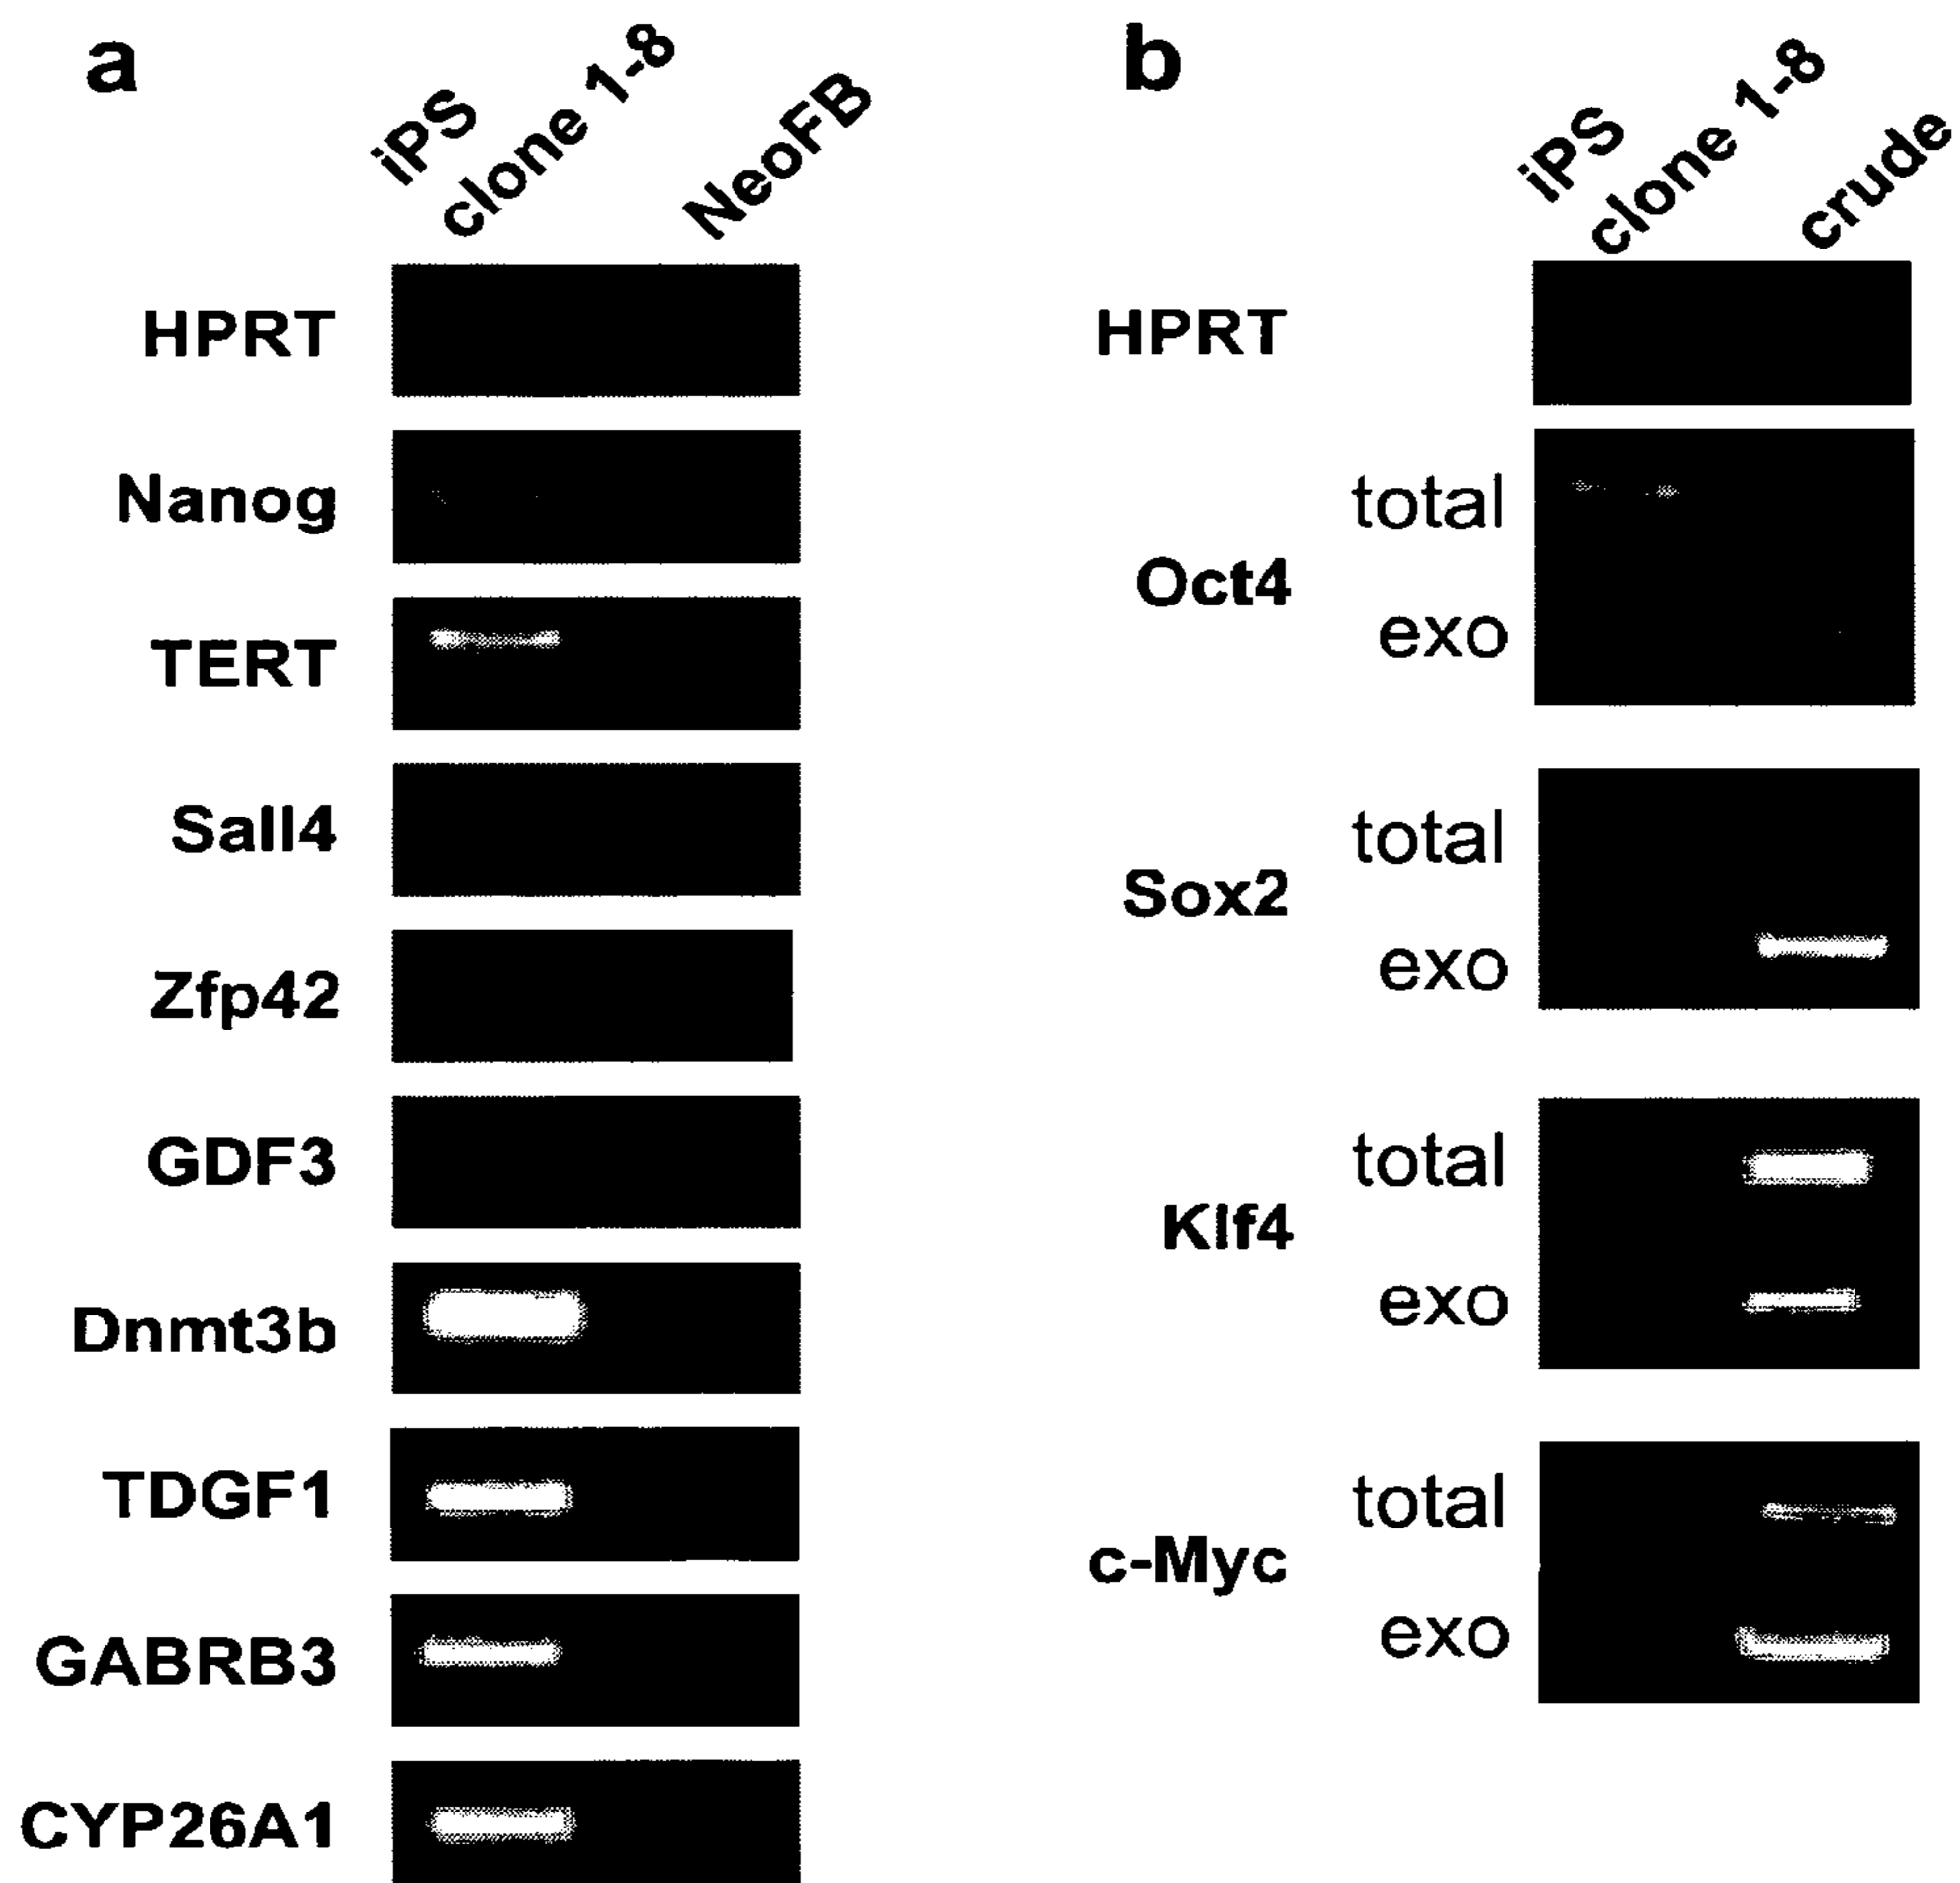 a
iPS
clone 1-8
NeoFB
HPRT
Nanog
TERT
Sall4
Zfp42
GDF3
Dnmt3b
TDGF1
GABRB3
CYP26A1
b
iPS
clone 1-8
crude
HPRT
total
Oct4
exo
total
Sox2
exo
total
Klf4
exo
total
c-Myc
exo